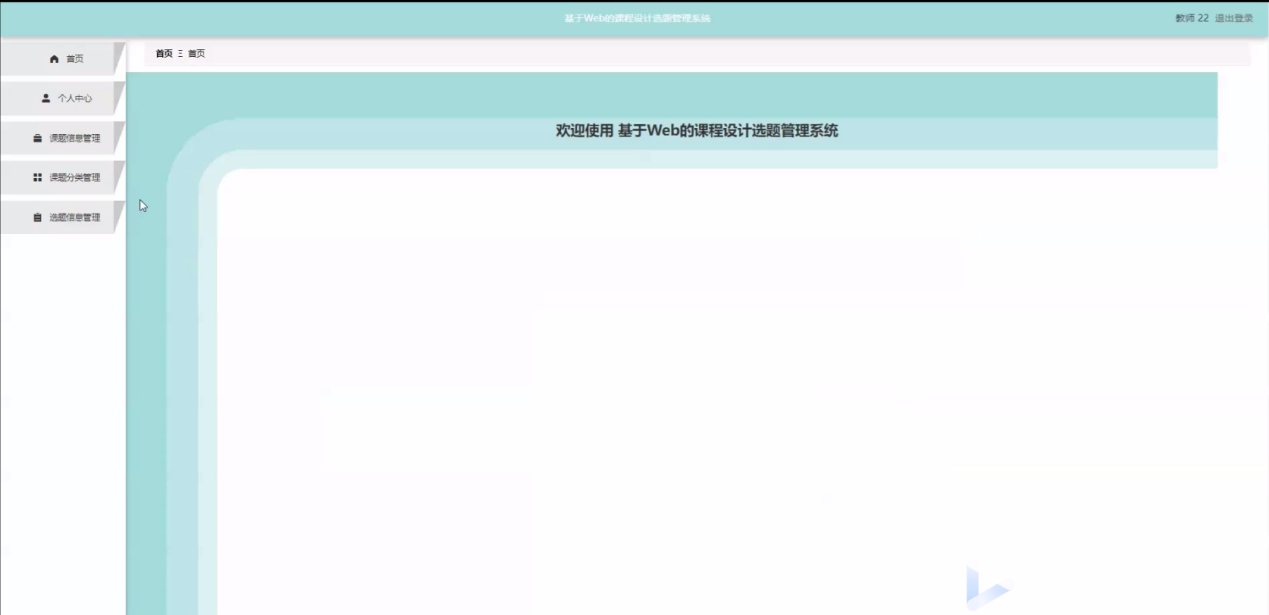 基于Web的课程设计选题管理系统
教师 22 退出登录
首页
个人中心
课题信息管理
课题分类管理
选题信息管理
首页 Ξ 首页
欢迎使用 基于Web的课程设计选题管理系统